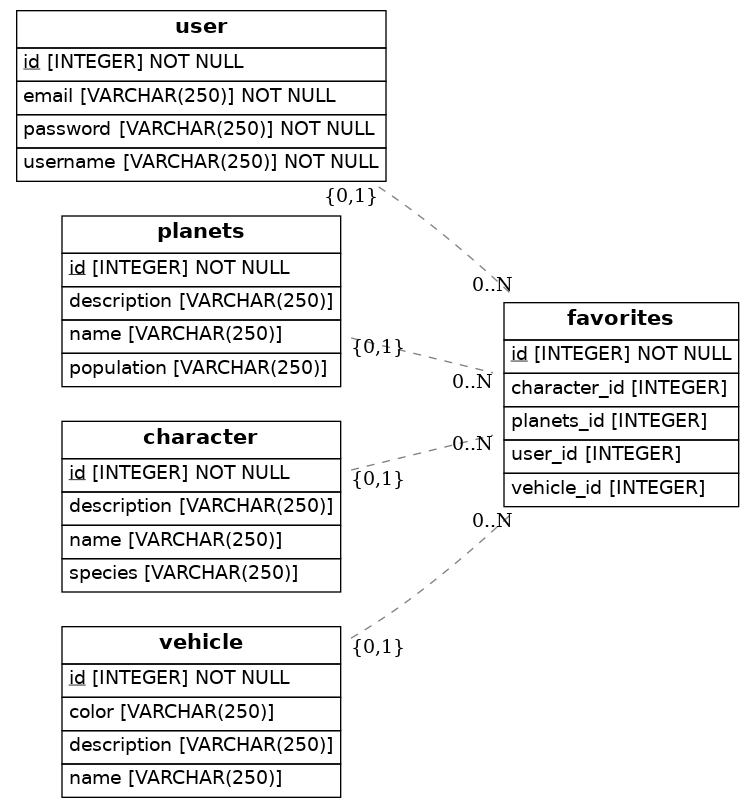 user
id [INTEGER] NOT NULL
email [VARCHAR(250)] NOT NULL
password [VARCHAR(250)] NOT NULL
username [VARCHAR(250)] NOT NULL
{0,1}
0..N
planets
id [INTEGER] NOT NULL
description [VARCHAR(250)]
name [VARCHAR(250)]
population [VARCHAR(250)]
{0,1}
0..N
character
id [INTEGER] NOT NULL
description [VARCHAR(250)]
name [VARCHAR(250)]
species [VARCHAR(250)]
{0,1}
0..N
vehicle
id [INTEGER] NOT NULL
color [VARCHAR(250)]
description [VARCHAR(250)]
name [VARCHAR(250)]
{0,1}
0..N
favorites
id [INTEGER] NOT NULL
character_id [INTEGER]
planets_id [INTEGER]
user_id [INTEGER]
vehicle_id [INTEGER]